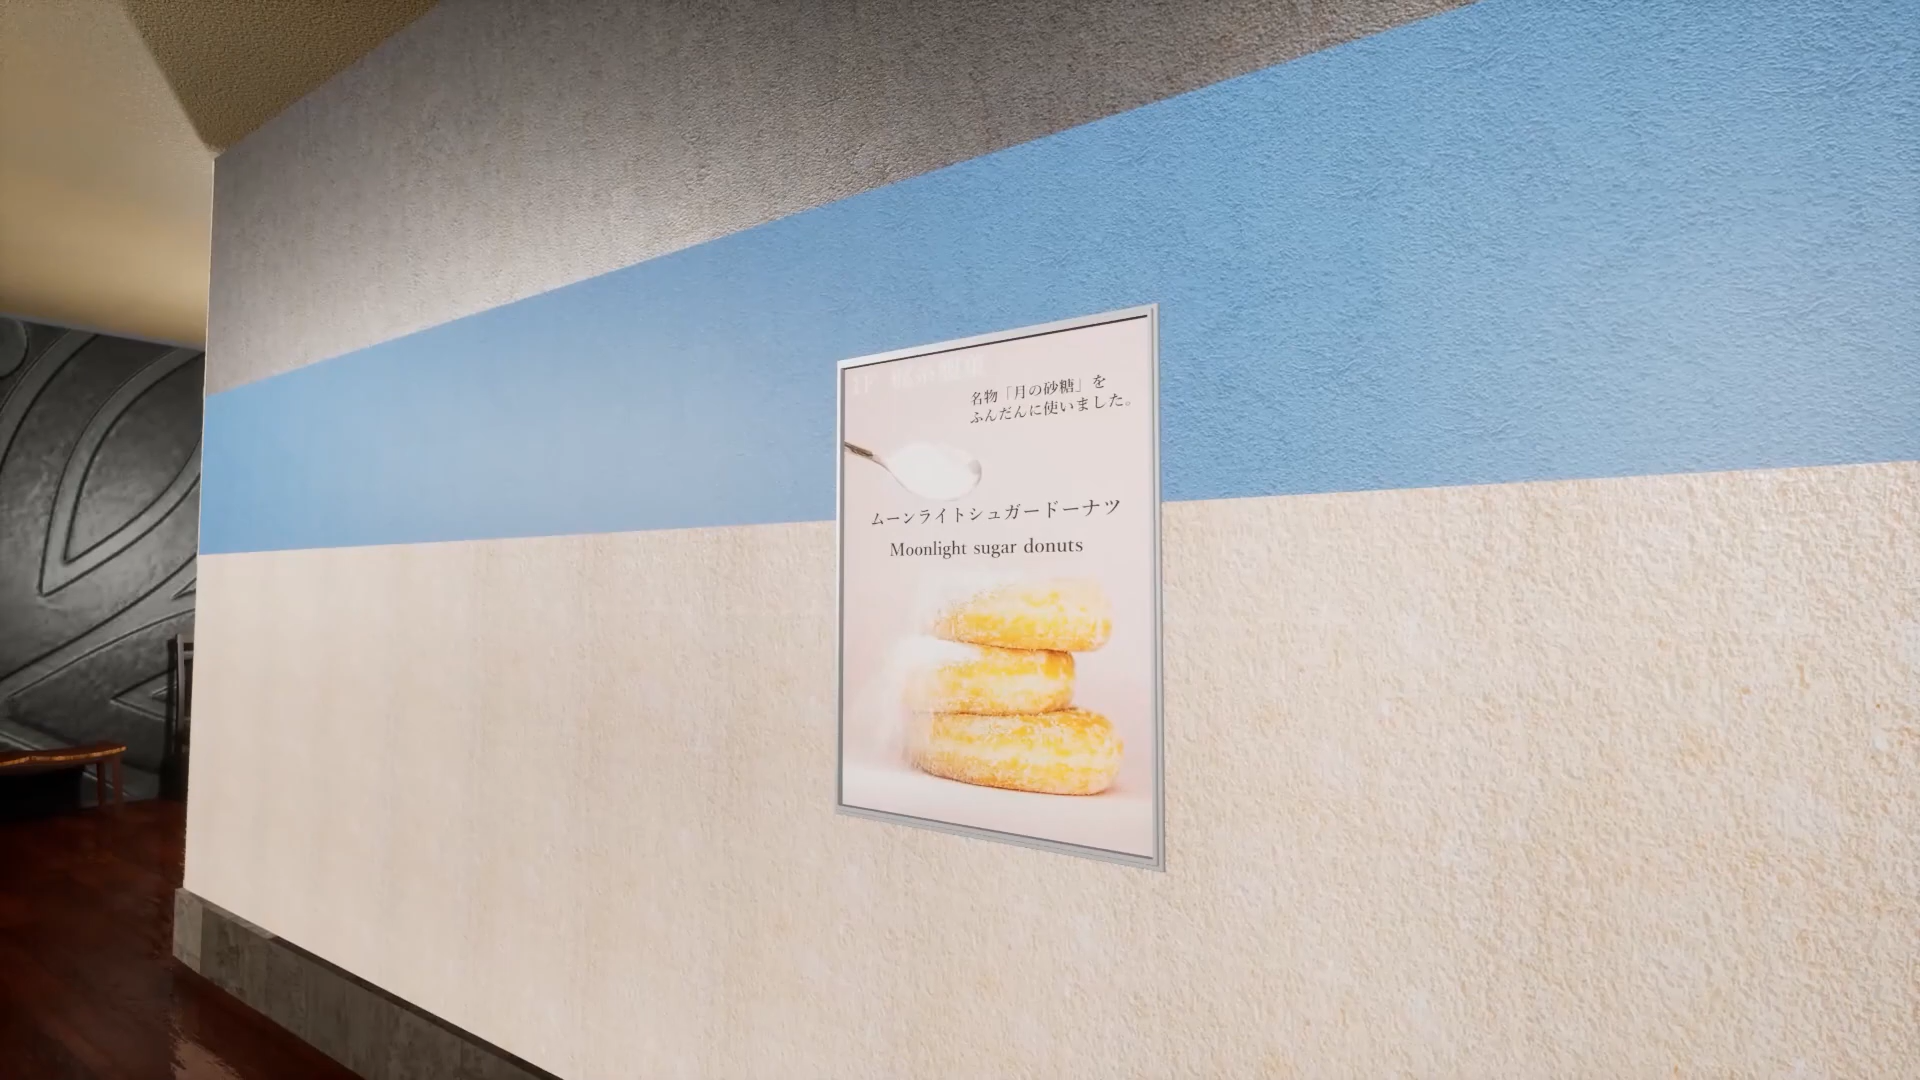 名物「月の砂糖」を
ふんだんに使いました。
ムーンライトシュガードーナツ
Moonlight sugar donuts